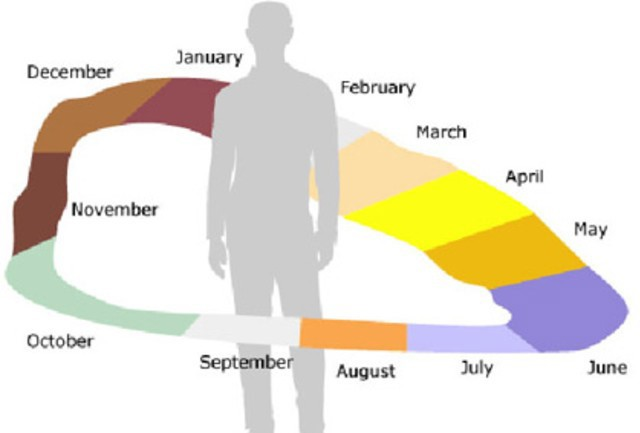 January
February
March
April
May
June
July
August
September
October
November
December